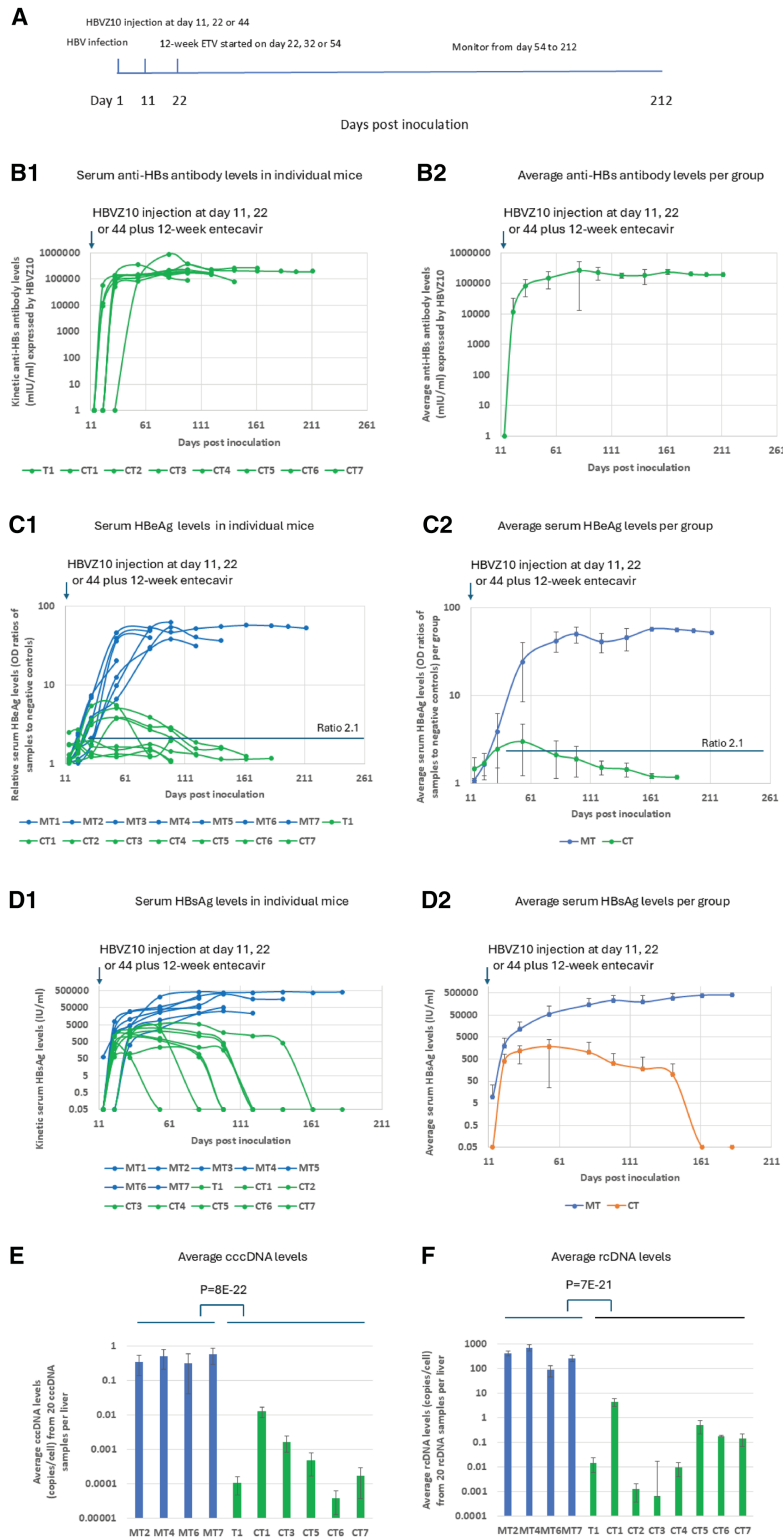 A
HBVZ10 injection at day 11, 22 or 44
HBV infection
12-week ETV started on day 22, 32 or 54
Monitor from day 54 to 212
Day 1
11
22
212
Days post inoculation
B1
Serum anti-HBs antibody levels in individual mice
HBVZ10 injection at day 11, 22
or 44 plus 12-week entecavir
Kinetic anti-HBs antibody levels
(mIU/ml) expressed by HBVZ10
1000000
100000
10000
1000
100
10
1
11 61 111 161 211 261
Days post inoculation
T1 CT1 CT2 CT3 CT4 CT5 CT6 CT7
B2
Average anti-HBs antibody levels per group
HBVZ10 injection at day 11, 22
or 44 plus 12-week entecavir
Average anti-HBs antibody levels
(mIU/ml) expressed by HBVZ10
1000000
100000
10000
1000
100
10
1
11 61 111 161 211 261
Days post inoculation
C1
Serum HBeAg levels in individual mice
HBVZ10 injection at day 11, 22
or 44 plus 12-week entecavir
Relative serum HBeAg levels (OD ratios of
samples to negative controls)
100
10
1
Ratio 2.1
11 61 111 161 211 261
Days post inoculation
MT1 MT2 MT3 MT4 MT5 MT6 MT7 T1
CT1 CT2 CT3 CT4 CT5 CT6 CT7
C2
Average serum HBeAg levels per group
HBVZ10 injection at day 11, 22
or 44 plus 12-week entecavir
Average serum HBeAg levels (OD ratios of
samples to negative controls) per group
100
10
1
Ratio 2.1
11 61 111 161 211 261
Days post inoculation
MT CT
D1
Serum HBsAg levels in individual mice
HBVZ10 injection at day 11, 22
or 44 plus 12-week entecavir
Kinetic serum HBsAg levels (IU/ml)
500000
50000
5000
500
50
5
0.5
0.05
11 61 111 161 211
Days post inoculation
MT1 MT2 MT3 MT4 MT5
MT6 MT7 T1 CT1 CT2
CT3 CT4 CT5 CT6 CT7
D2
Average serum HBsAg levels per group
HBVZ10 injection at day 11, 22
or 44 plus 12-week entecavir
Average serum HBsAg levels (IU/ml)
500000
50000
5000
500
50
5
0.5
0.05
11 61 111 161 211
Days post inoculation
MT CT
E
Average cccDNA levels
P=8E-22
Average cccDNA levels
(copies/cell) from 20 cccDNA
samples per liver
1
0.1
0.01
0.001
0.0001
0.00001
MT2 MT4 MT6 MT7 T1 CT1 CT3 CT5 CT6 CT7
F
Average rcDNA levels
P=7E-21
Average rcDNA levels (copies/cell)
from 20 rcDNA samples per liver
1000
100
10
1
0.1
0.01
0.001
0.0001
MT2 MT4 MT6 MT7 T1 CT1 CT2 CT3 CT4 CT5 CT6 CT7